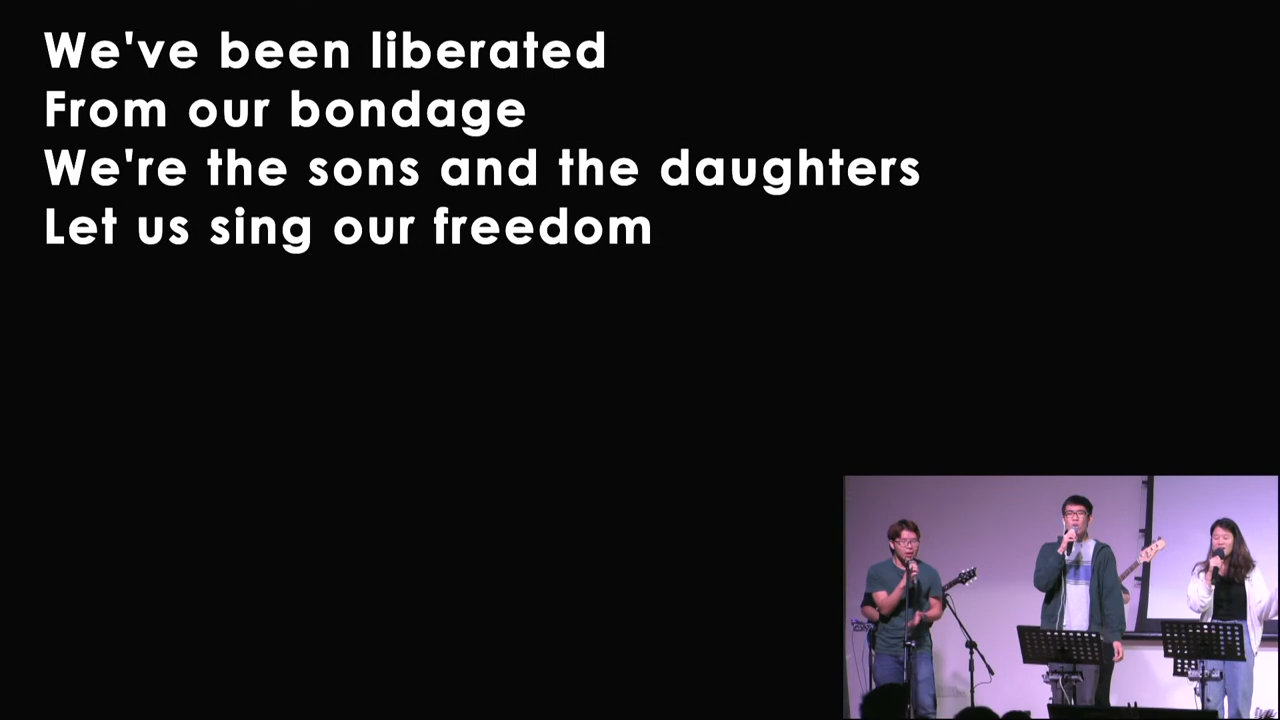 We've been liberated
From our bondage
We're the sons and the daughters
Let us sing our freedom